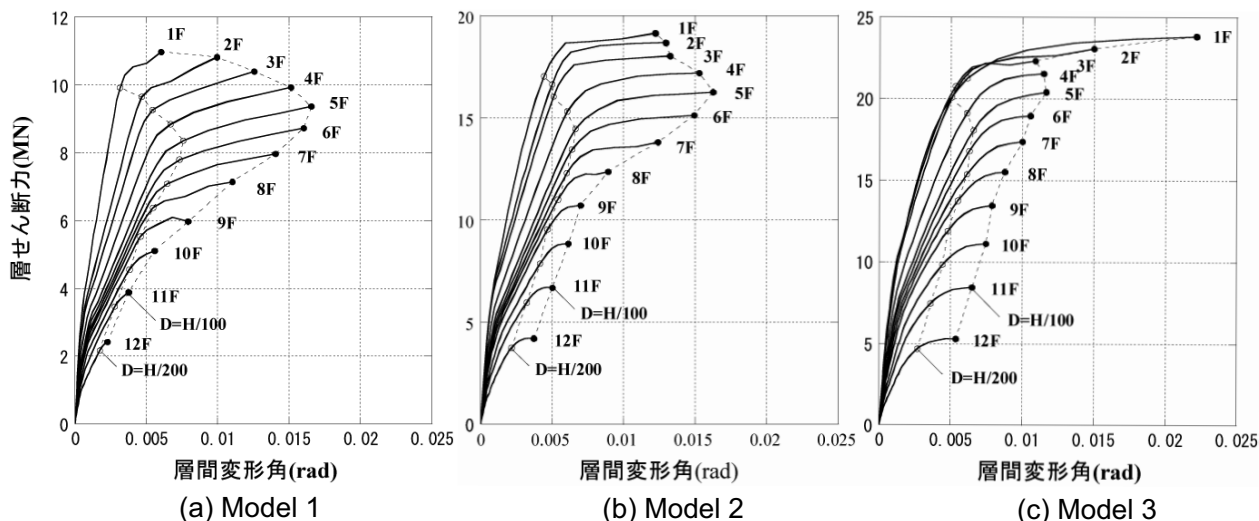 層せん断力(MN)
12
10
8
6
4
2
0
1F
2F
3F
4F
5F
6F
7F
8F
9F
10F
11F
D=H/100
12F
D=H/200
0
0.005
0.01
0.015
0.02
0.025
層間変形角(rad)
(a) Model 1
20
15
10
5
0
1F
2F
3F
4F
5F
6F
7F
8F
9F
10F
11F
D=H/100
12F
D=H/200
0
0.005
0.01
0.015
0.02
0.025
層間変形角(rad)
(b) Model 2
25
20
15
10
5
0
1F
2F
3F
4F
5F
6F
7F
8F
9F
10F
11F
D=H/100
12F
D=H/200
0
0.005
0.01
0.015
0.02
0.025
層間変形角(rad)
(c) Model 3